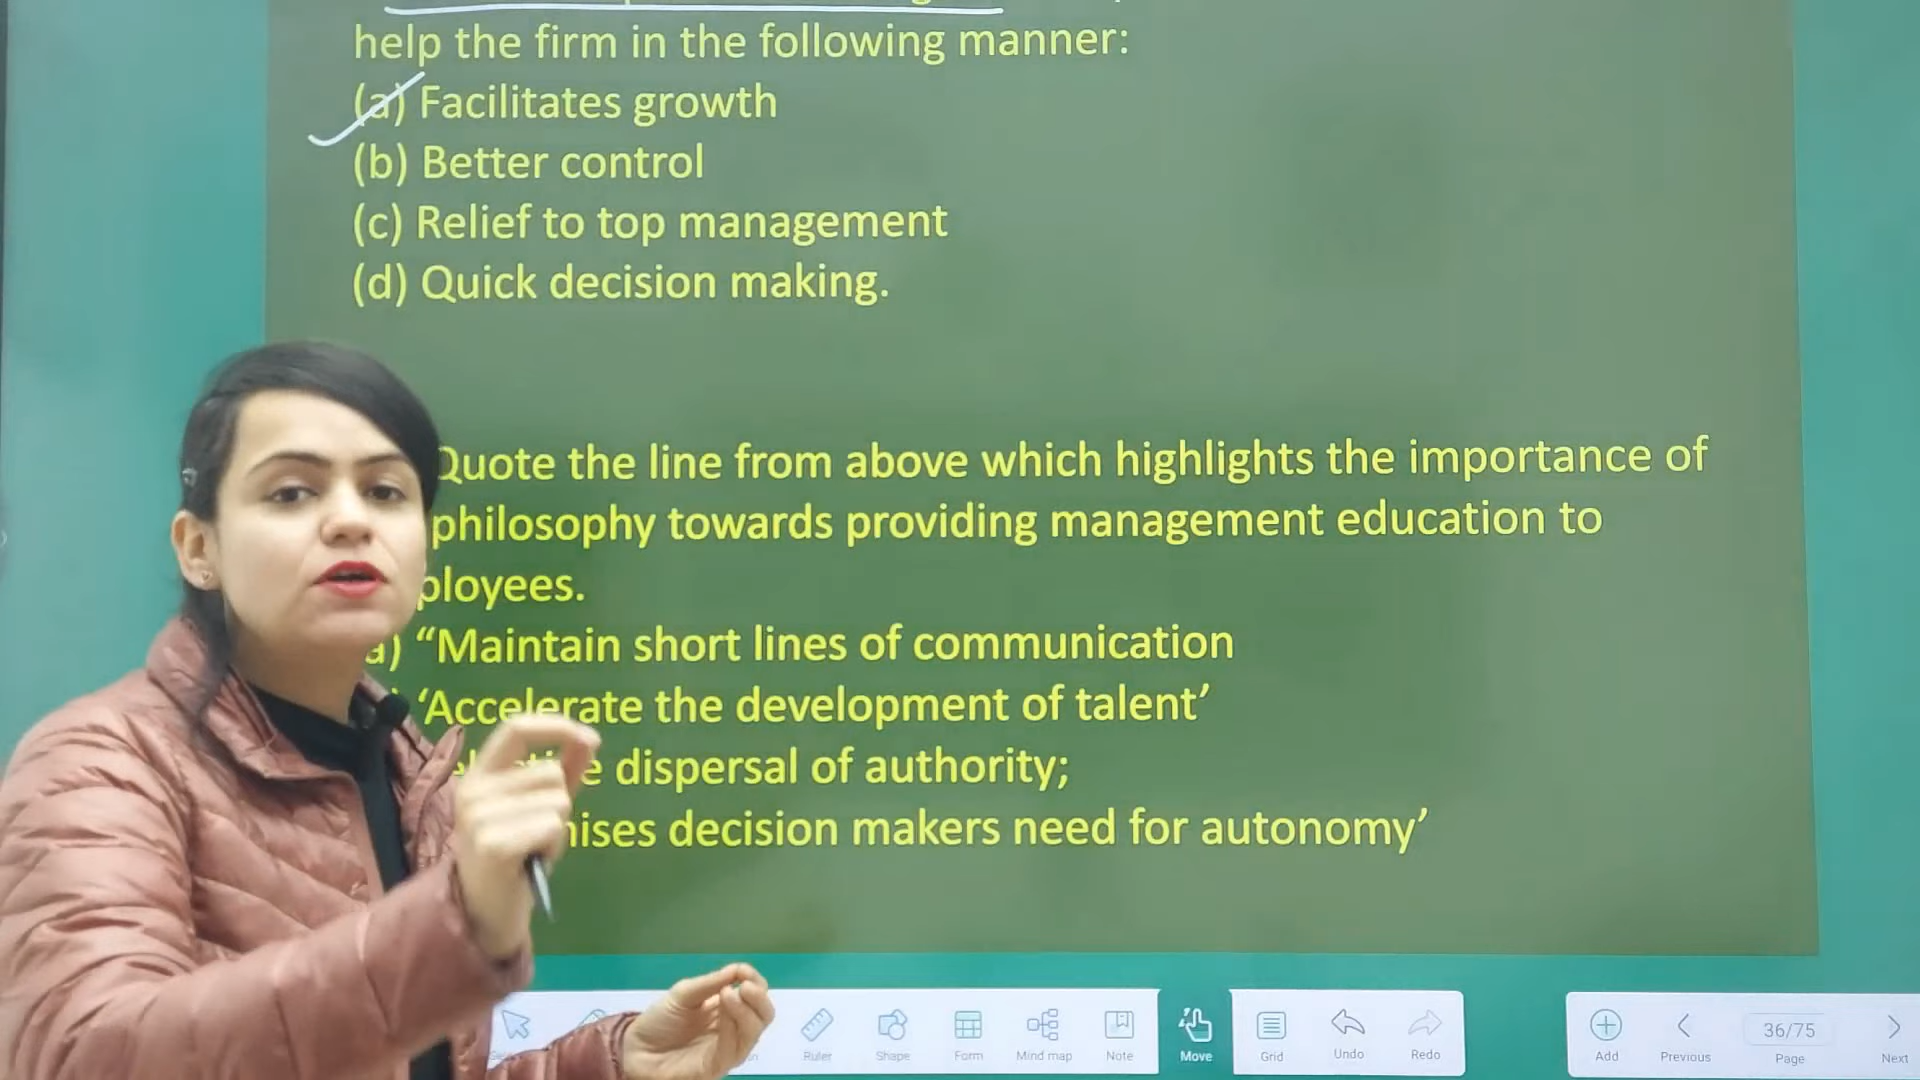 help the firm in the following manner:
(a) Facilitates growth
(b) Better control
(c) Relief to top management
(d) Quick decision making.
Quote the line from above which highlights the importance of
philosophy towards providing management education to
ployees.
a) “Maintain short lines of communication
‘Accelerate the development of talent’
dispersal of authority;
nises decision makers need for autonomy’
Ruler Shape Form Mind map Note Move Grid Undo Redo Add Previous 36/75 Page Next